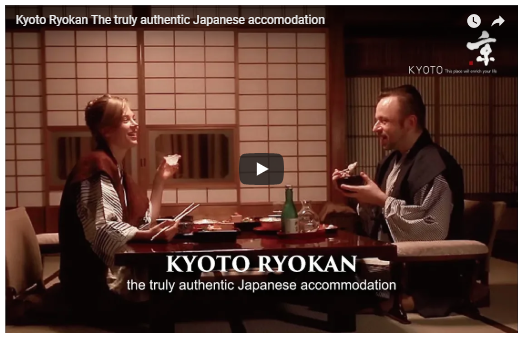 Kyoto Ryokan The truly authentic Japanese accomodation
京
KYOTO This place will enrich your life
KYOTO RYOKAN
the truly authentic Japanese accommodation